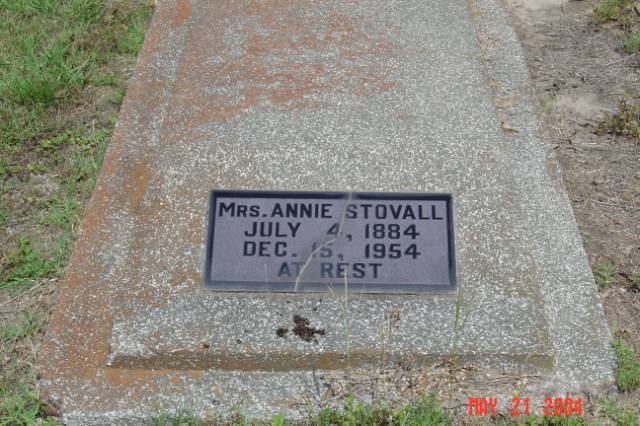 Mrs. ANNIE STOVALL
JULY 4, 1884
DEC. 15, 1954
AT REST
MAY 21 2004